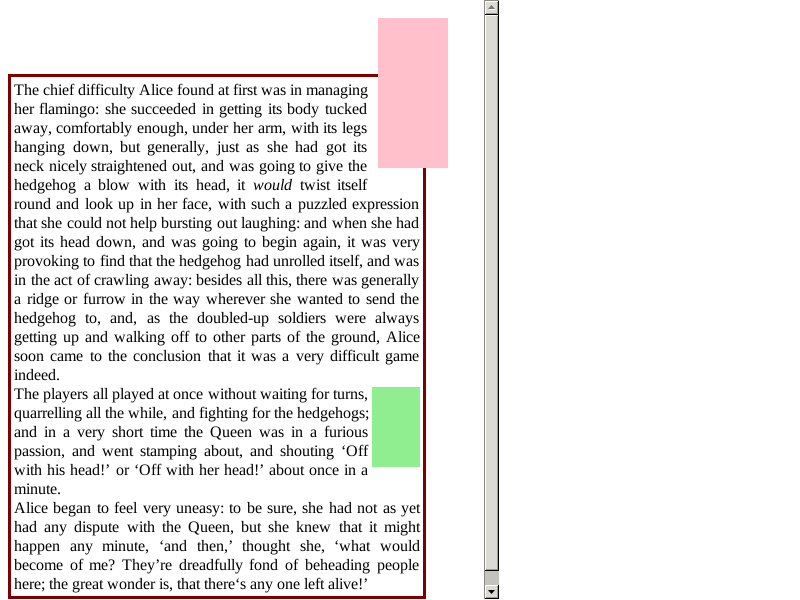 The chief difficulty Alice found at first was in managing
her flamingo: she succeeded in getting its body tucked
away, comfortably enough, under her arm, with its legs
hanging down, but generally, just as she had got its
neck nicely straightened out, and was going to give the
hedgehog a blow with its head, it would twist itself
round and look up in her face, with such a puzzled expression
that she could not help bursting out laughing: and when she had
got its head down, and was going to begin again, it was very
provoking to find that the hedgehog had unrolled itself, and was
in the act of crawling away: besides all this, there was generally
a ridge or furrow in the way wherever she wanted to send the
hedgehog to, and, as the doubled-up soldiers were always
getting up and walking off to other parts of the ground, Alice
soon came to the conclusion that it was a very difficult game
indeed.
The players all played at once without waiting for turns,
quarrelling all the while, and fighting for the hedgehogs;
and in a very short time the Queen was in a furious
passion, and went stamping about, and shouting ‘Off
with his head!’ or ‘Off with her head!’ about once in a
minute.
Alice began to feel very uneasy: to be sure, she had not as yet
had any dispute with the Queen, but she knew that it might
happen any minute, ‘and then,’ thought she, ‘what would
become of me? They’re dreadfully fond of beheading people
here; the great wonder is, that there‘s any one left alive!’